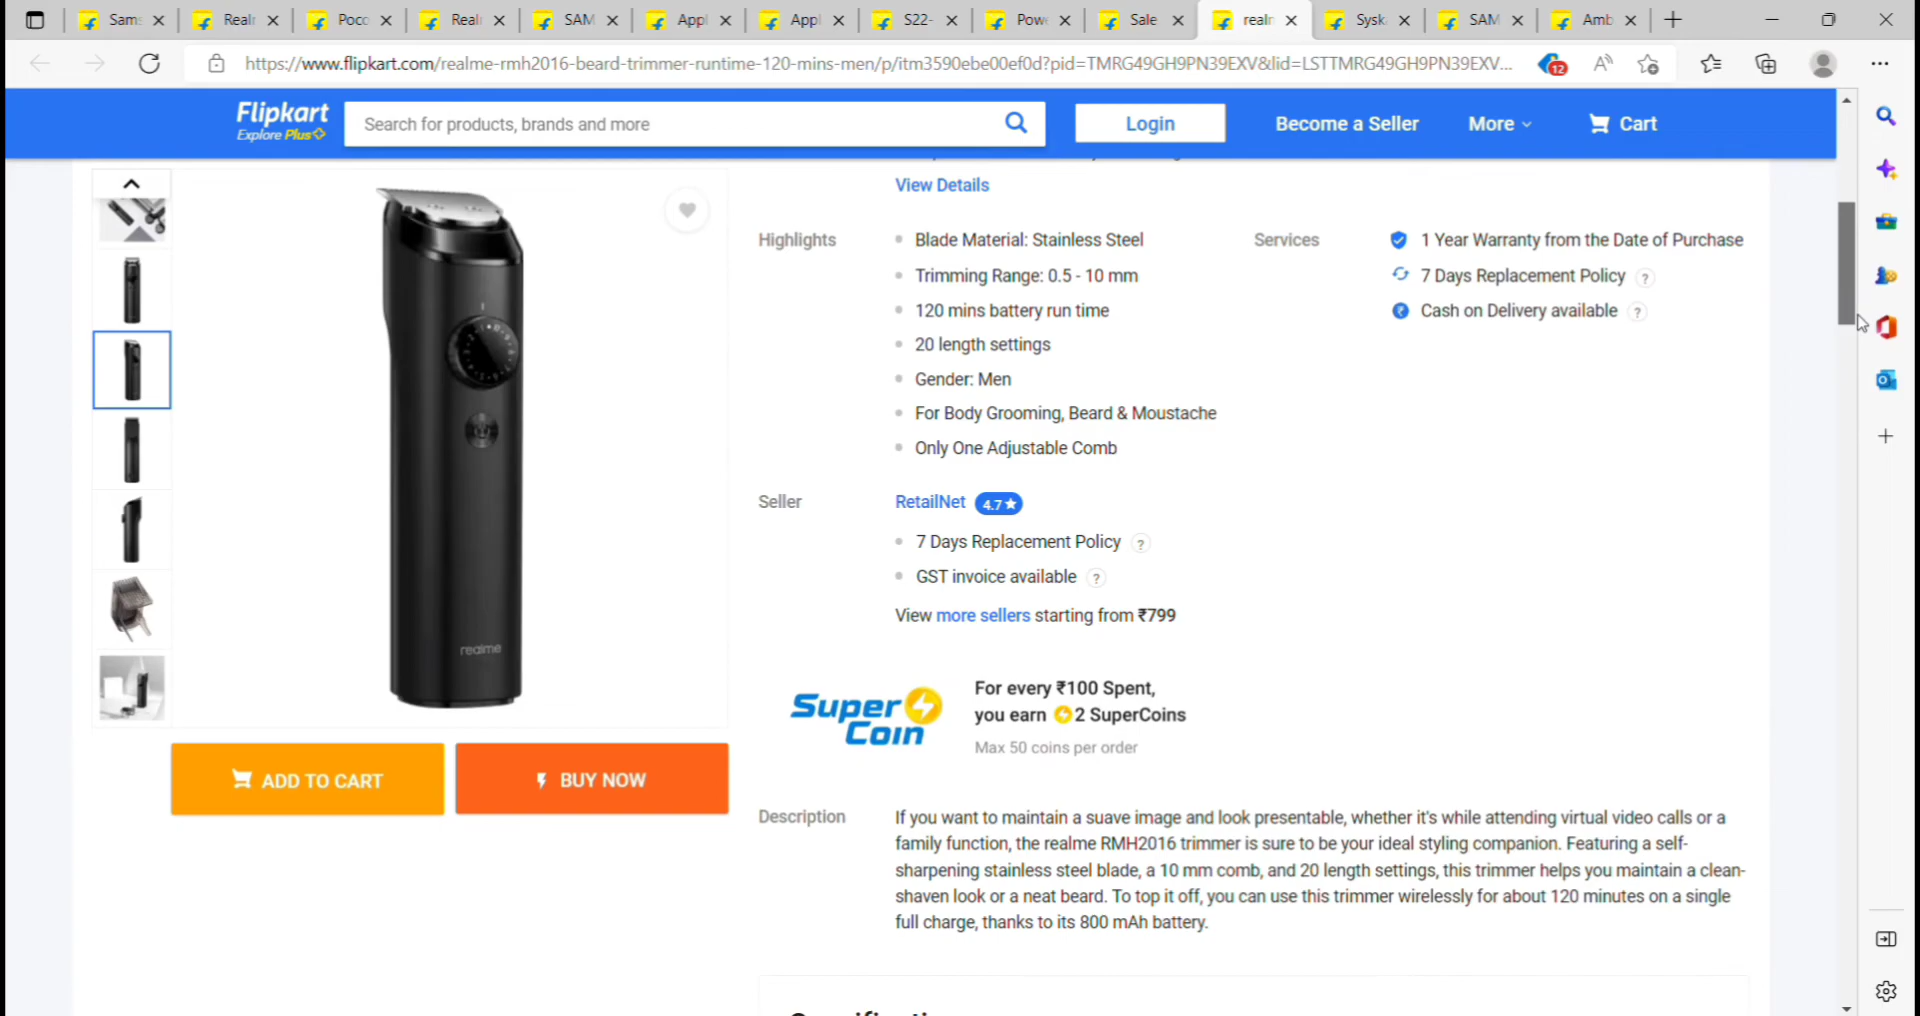 Sams
Realr
Poco
Realr
SAM
Appl
Appl
S22-
Pow
Sale
realr
Sysk
SAM
Amb
https://www.flipkart.com/realme-rmh2016-beard-trimmer-runtime-120-mins-men/p/itm3590ebe00ef0d?pid=TMRG49GH9PN39EXV&lid=LSTTMRG49GH9PN39EXV...
12
Flipkart
Explore Plus
Search for products, brands and more
Login
Become a Seller
More
Cart
View Details
Highlights
Blade Material: Stainless Steel
Trimming Range: 0.5 - 10 mm
120 mins battery run time
20 length settings
Gender: Men
For Body Grooming, Beard & Moustache
Only One Adjustable Comb
Services
1 Year Warranty from the Date of Purchase
7 Days Replacement Policy ?
Cash on Delivery available ?
realme
Seller
RetailNet 4.7★
7 Days Replacement Policy ?
GST invoice available ?
View more sellers starting from ₹799
Super
Coin
For every ₹100 Spent,
you earn 2 SuperCoins
Max 50 coins per order
ADD TO CART
BUY NOW
Description
If you want to maintain a suave image and look presentable, whether it's while attending virtual video calls or a
family function, the realme RMH2016 trimmer is sure to be your ideal styling companion. Featuring a self-
sharpening stainless steel blade, a 10 mm comb, and 20 length settings, this trimmer helps you maintain a clean-
shaven look or a neat beard. To top it off, you can use this trimmer wirelessly for about 120 minutes on a single
full charge, thanks to its 800 mAh battery.